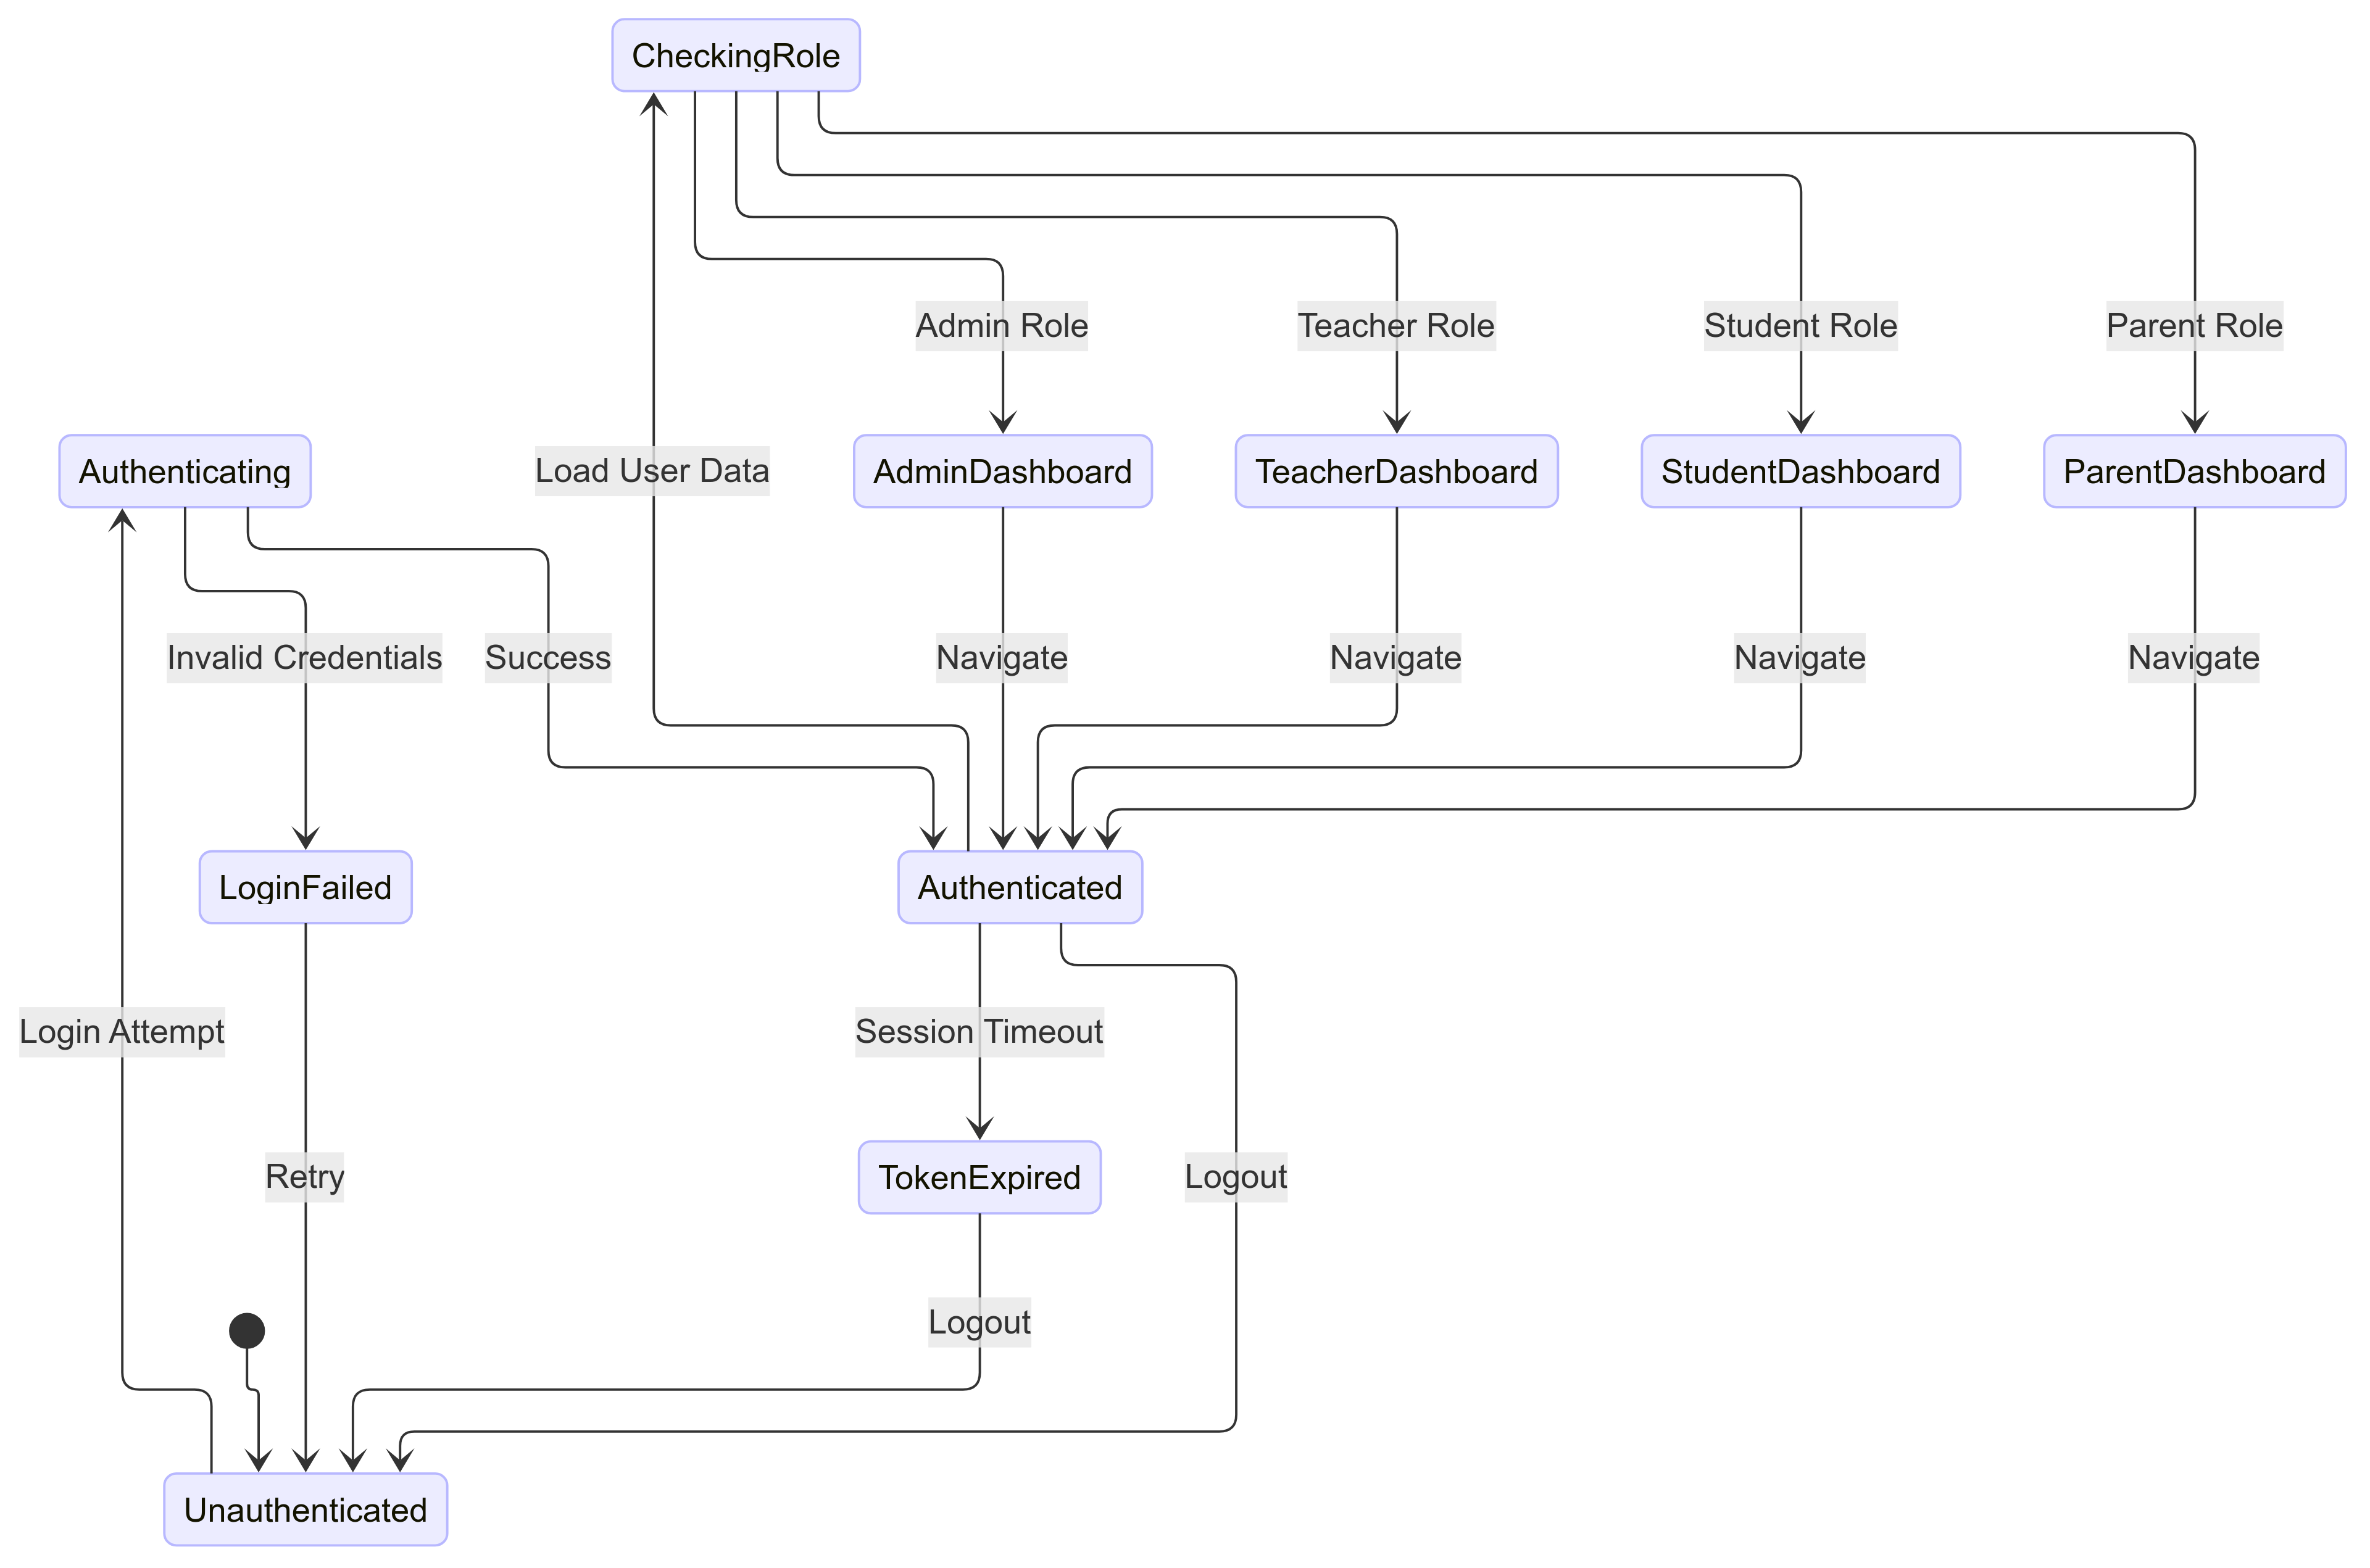 CheckingRole
Admin Role
Teacher Role
Student Role
Parent Role
Authenticating
Load User Data
AdminDashboard
TeacherDashboard
StudentDashboard
ParentDashboard
Invalid Credentials
Success
Navigate
Navigate
Navigate
Navigate
LoginFailed
Authenticated
Login Attempt
Session Timeout
Retry
TokenExpired
Logout
Logout
Unauthenticated